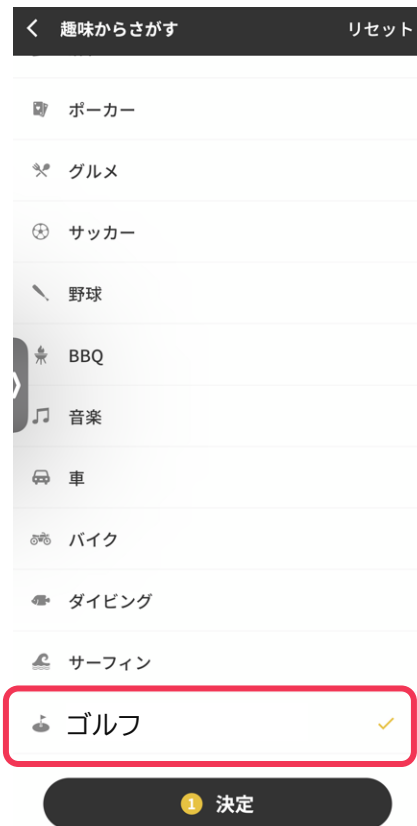 趣味からさがす リセット
ポーカー
グルメ
サッカー
野球
BBQ
音楽
車
バイク
ダイビング
サーフィン
ゴルフ
1 決定